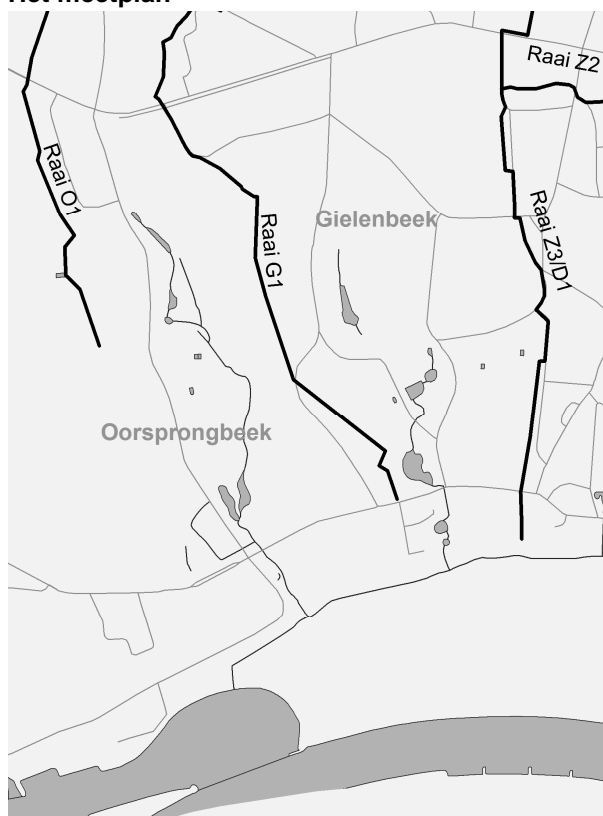 Het meetplan
Raai Z2
Raai O1
Raai G1
Gielenbeek
Raai Z3/D1
Oorsprongbeek